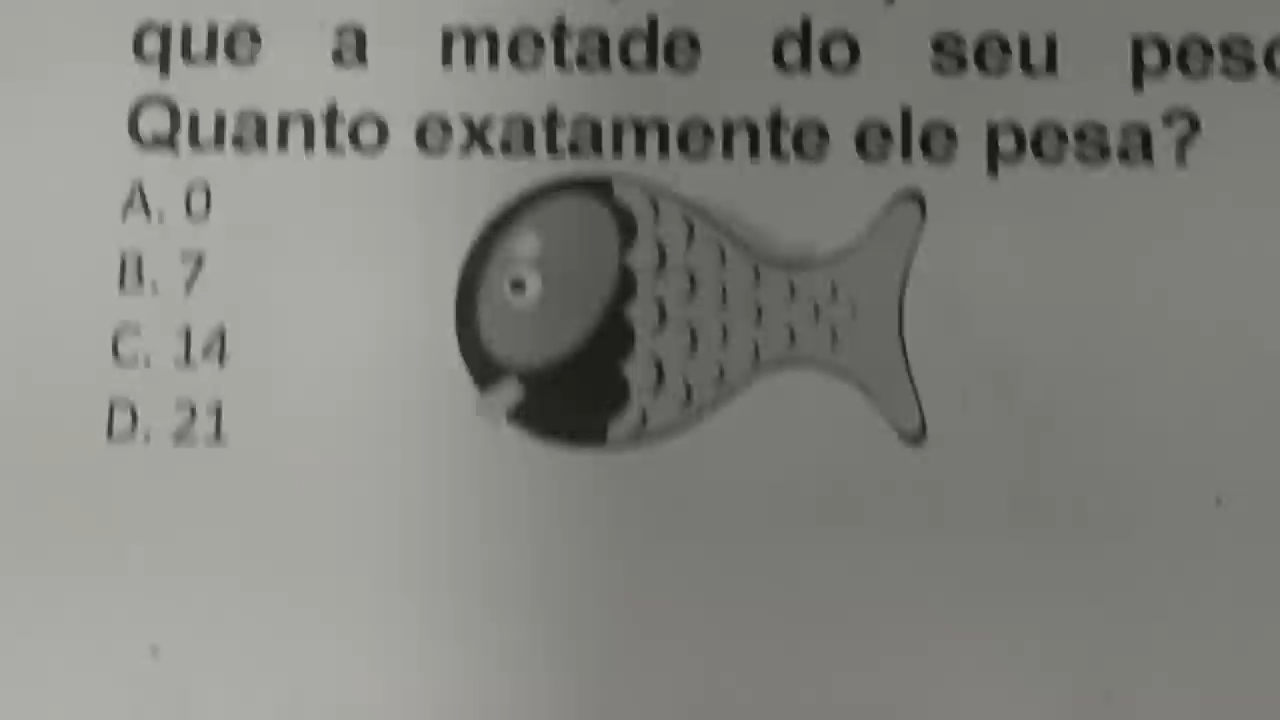 que a metade do seu peso
Quanto exatamente ele pesa?
A. 0
B. 7
C. 14
D. 21